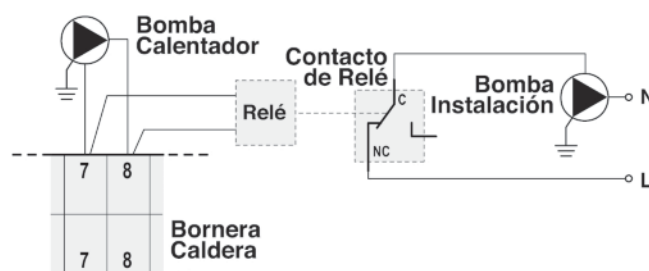 Bomba
Calentador
Contacto
de Relé
Bomba
Instalación
N
Relé
C
NC
L
7 8
Bornera
Caldera
7 8